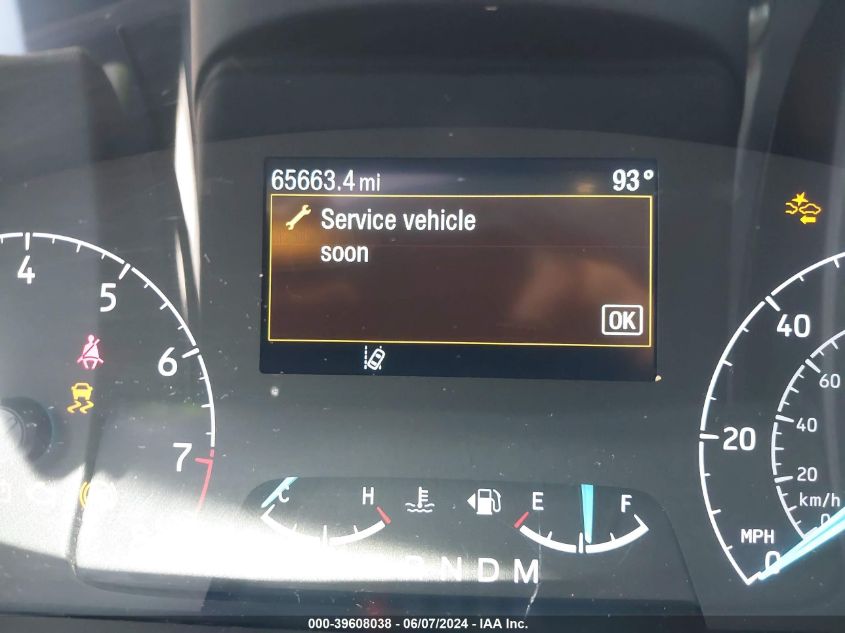 65663.4 mi 93°
Service vehicle
soon
OK
4
5
6
7
40
20
0
60
40
20
0
km/h
MPH
C H E F
N D M
000-39608038 - 06/07/2024 - IAA Inc.